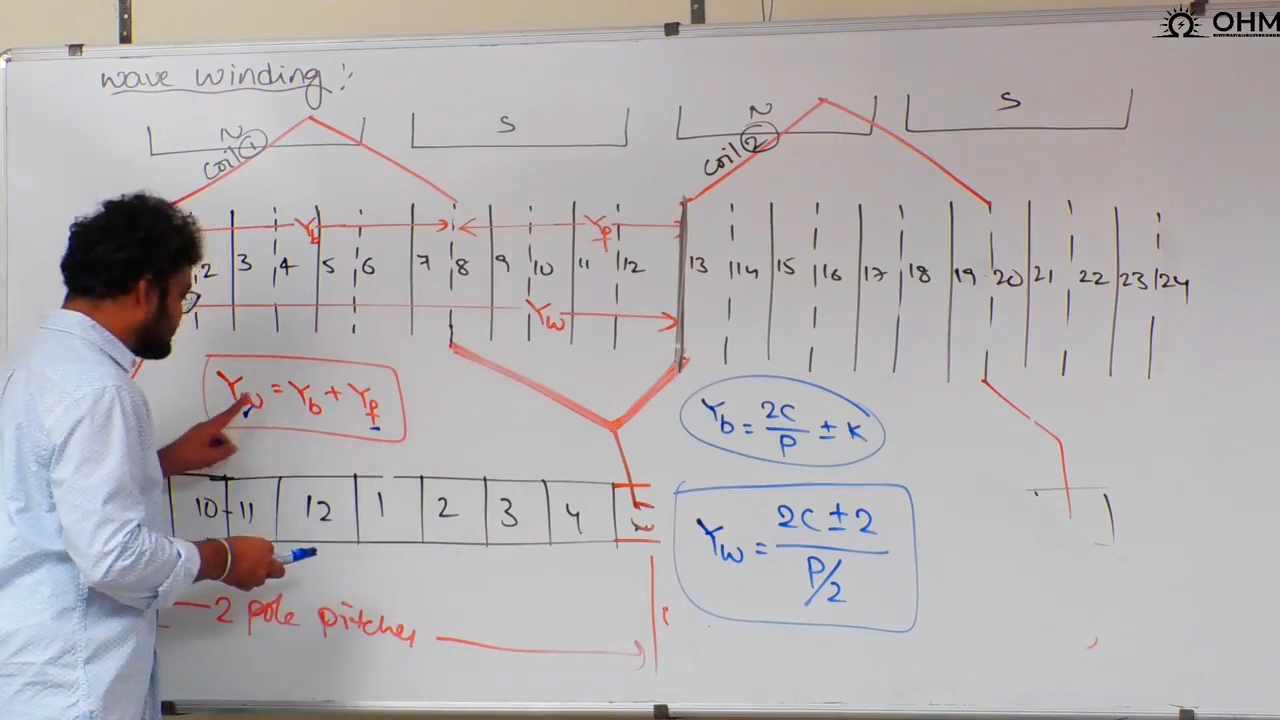 OHM
wave winding :
N S N S
coil 1 coil 2
Yb Yf
2 3 4 5 6 7 8 9 10 11 12 13 14 15 16 17 18 19 20 21 22 23 24
Yw
Yw = Yb + Yf
Yb = 2C/P ± K
10 11 12 1 2 3 4
Yw = 2C ± 2 / P/2
2 pole pitches